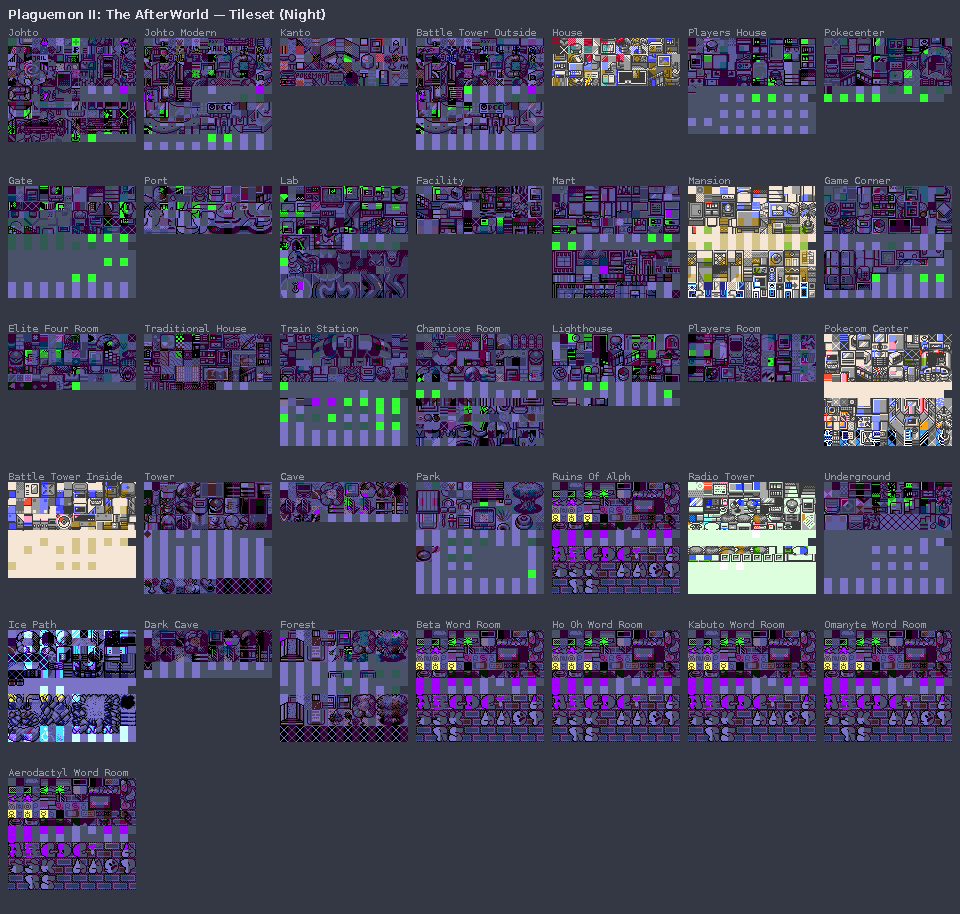 Plaguemon II: The AfterWorld — Tileset (Night)
Johto Johto Modern Kanto Battle Tower Outside House Players House Pokecenter
Gate Port Lab Facility Mart Mansion Game Corner
Elite Four Room Traditional House Train Station Champions Room Lighthouse Players Room Pokecom Center
Battle Tower Inside Tower Cave Park Ruins Of Alph Radio Tower Underground
Ice Path Dark Cave Forest Beta Word Room Ho Oh Word Room Kabuto Word Room Omanyte Word Room
Aerodactyl Word Room